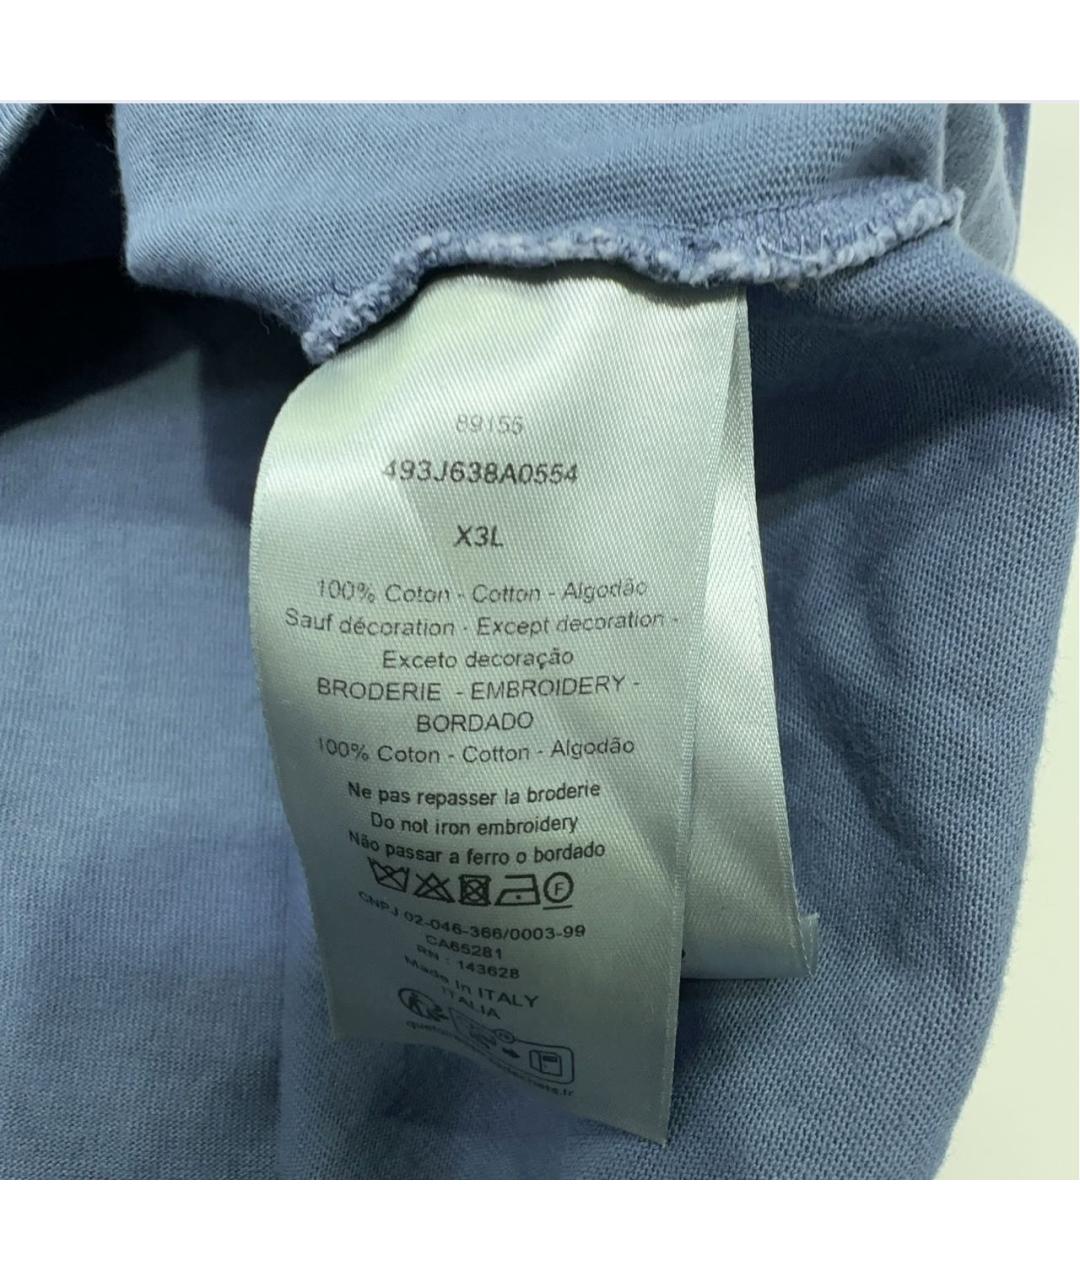 89155
493J638A0554
X3L
100% Coton - Cotton - Algodão
Sauf décoration - Except decoration -
Exceto decoração
BRODERIE - EMBROIDERY -
BORDADO
100% Coton - Cotton - Algodão
Ne pas repasser la broderie
Do not iron embroidery
Não passar a ferro o bordado
F
CNPJ 02-046-366/0003-99
CA65281
RN : 143628
Made In ITALY
ITALIA